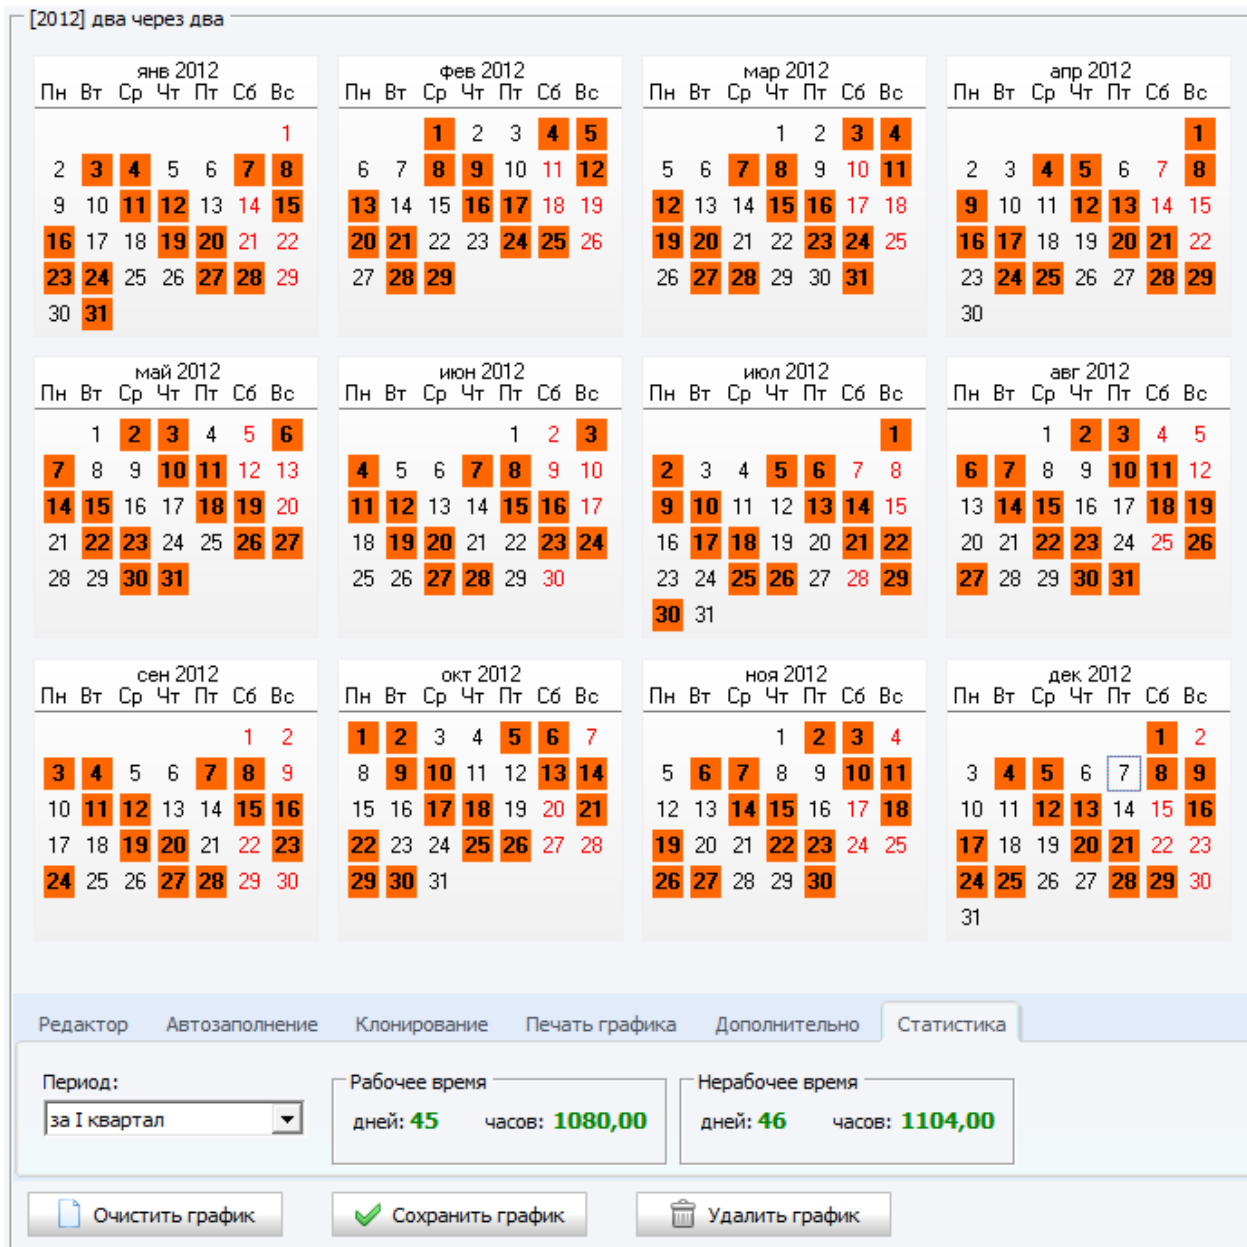 [2012] два через два
янв 2012 фев 2012 мар 2012 апр 2012
Пн Вт Ср Чт Пт Сб Вс Пн Вт Ср Чт Пт Сб Вс Пн Вт Ср Чт Пт Сб Вс Пн Вт Ср Чт Пт Сб Вс
1 1 2 3 4 5 1 2 3 4 1
2 3 4 5 6 7 8 6 7 8 9 10 11 12 5 6 7 8 9 10 11 2 3 4 5 6 7 8
9 10 11 12 13 14 15 13 14 15 16 17 18 19 12 13 14 15 16 17 18 9 10 11 12 13 14 15
16 17 18 19 20 21 22 20 21 22 23 24 25 26 19 20 21 22 23 24 25 16 17 18 19 20 21 22
23 24 25 26 27 28 29 27 28 29 26 27 28 29 30 31 23 24 25 26 27 28 29
30 31 30
май 2012 июн 2012 июл 2012 авг 2012
Пн Вт Ср Чт Пт Сб Вс Пн Вт Ср Чт Пт Сб Вс Пн Вт Ср Чт Пт Сб Вс Пн Вт Ср Чт Пт Сб Вс
1 2 3 4 5 6 1 2 3 1 1 2 3 4 5
7 8 9 10 11 12 13 4 5 6 7 8 9 10 2 3 4 5 6 7 8 6 7 8 9 10 11 12
14 15 16 17 18 19 20 11 12 13 14 15 16 17 9 10 11 12 13 14 15 13 14 15 16 17 18 19
21 22 23 24 25 26 27 18 19 20 21 22 23 24 16 17 18 19 20 21 22 20 21 22 23 24 25 26
28 29 30 31 25 26 27 28 29 30 23 24 25 26 27 28 29 27 28 29 30 31
30 31
сен 2012 окт 2012 ноя 2012 дек 2012
Пн Вт Ср Чт Пт Сб Вс Пн Вт Ср Чт Пт Сб Вс Пн Вт Ср Чт Пт Сб Вс Пн Вт Ср Чт Пт Сб Вс
1 2 1 2 3 4 5 6 7 1 2 3 4 1 2
3 4 5 6 7 8 9 8 9 10 11 12 13 14 5 6 7 8 9 10 11 3 4 5 6 7 8 9
10 11 12 13 14 15 16 15 16 17 18 19 20 21 12 13 14 15 16 17 18 10 11 12 13 14 15 16
17 18 19 20 21 22 23 22 23 24 25 26 27 28 19 20 21 22 23 24 25 17 18 19 20 21 22 23
24 25 26 27 28 29 30 29 30 31 26 27 28 29 30 24 25 26 27 28 29 30
31
Редактор Автозаполнение Клонирование Печать графика Дополнительно Статистика
Период: Рабочее время Нерабочее время
за I квартал дней: 45 часов: 1080,00 дней: 46 часов: 1104,00
Очистить график Сохранить график Удалить график